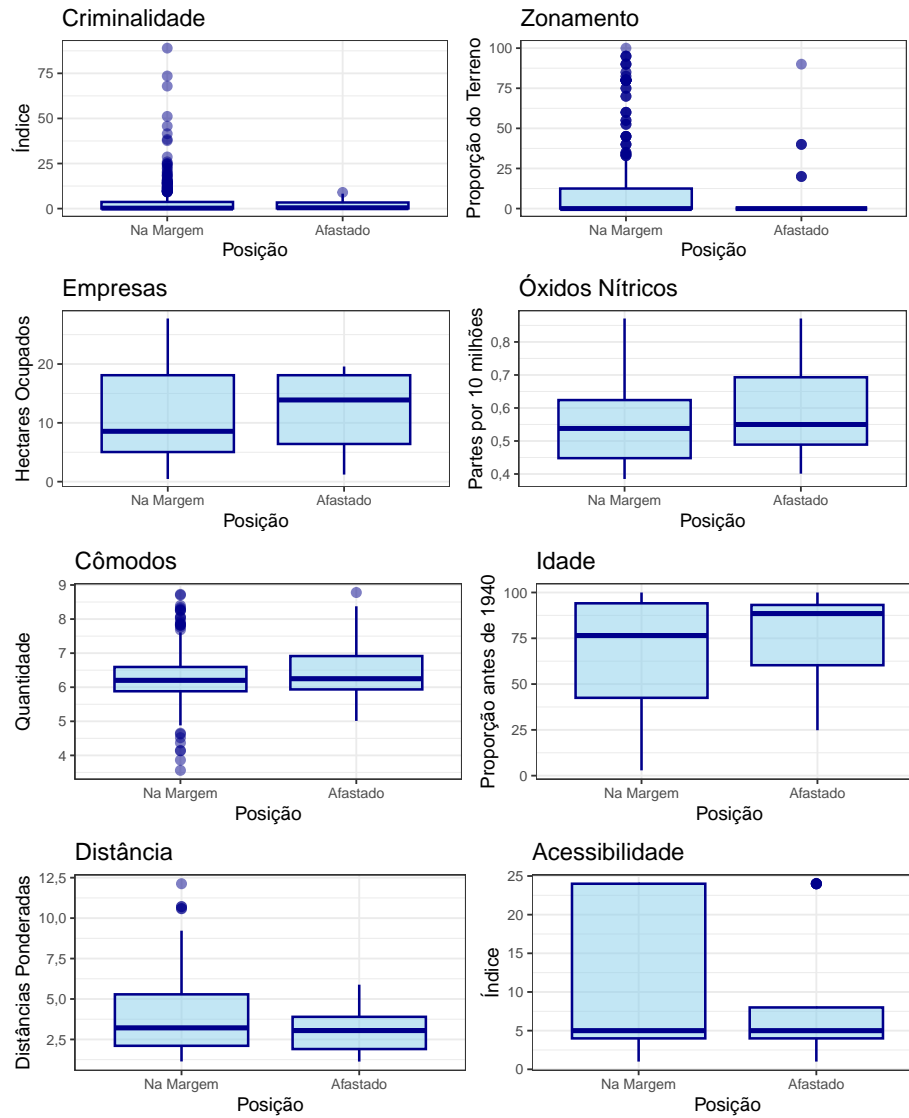 Criminalidade
Índice
75
50
25
0
Na Margem
Afastado
Posição
Zonamento
Proporção do Terreno
100
75
50
25
0
Na Margem
Afastado
Posição
Empresas
Hectares Ocupados
20
10
0
Na Margem
Afastado
Posição
Óxidos Nítricos
Partes por 10 milhões
0,8
0,7
0,6
0,5
0,4
Na Margem
Afastado
Posição
Cômodos
Quantidade
9
8
7
6
5
4
Na Margem
Afastado
Posição
Idade
Proporção antes de 1940
100
75
50
25
0
Na Margem
Afastado
Posição
Distância
Distâncias Ponderadas
12,5
10,0
7,5
5,0
2,5
Na Margem
Afastado
Posição
Acessibilidade
Índice
25
20
15
10
5
0
Na Margem
Afastado
Posição